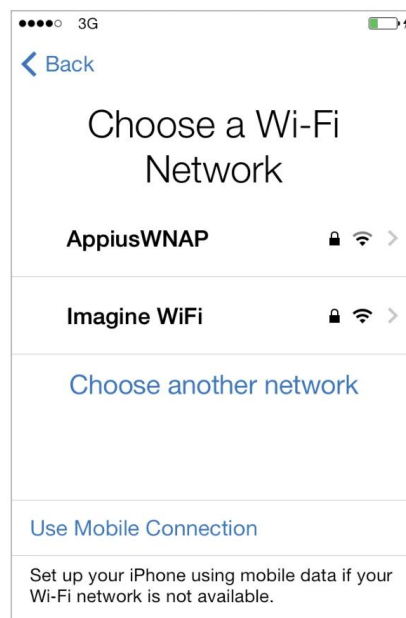 3G
Back
Choose a Wi-Fi
Network
AppiusWNAP
Imagine WiFi
Choose another network
Use Mobile Connection
Set up your iPhone using mobile data if your
Wi-Fi network is not available.